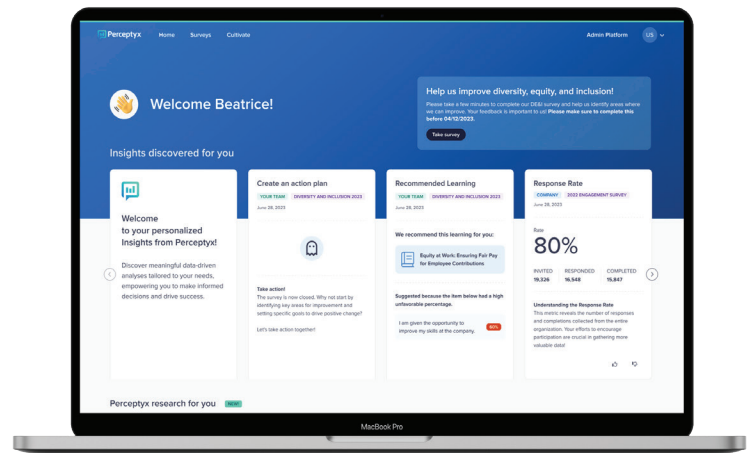 Perceptyx Home Surveys Cultivate Admin Platform US
Welcome Beatrice!
Help us improve diversity, equity, and inclusion!
Please take a few minutes to complete our DE&I survey and help us identify areas where
we can improve. Your feedback is important to us! Please make sure to complete this
before 04/12/2023.
Take survey
Insights discovered for you
Welcome
to your personalized
Insights from Perceptyx!
Discover meaningful data-driven
analyses tailored to your needs,
empowering you to make informed
decisions and drive success.
Create an action plan
YOUR TEAM DIVERSITY AND INCLUSION 2023
June 28, 2023
Take action!
The survey is now closed. Why not start by
identifying key areas for improvement and
setting specific goals to drive positive change?
Let's take action together!
Recommended Learning
YOUR TEAM DIVERSITY AND INCLUSION 2023
June 28, 2023
We recommend this learning for you:
Equity at Work: Ensuring Fair Pay
for Employee Contributions
Suggested because the item below had a high
unfavorable percentage.
I am given the opportunity to
improve my skills at the company.
80%
Response Rate
COMPANY 2022 ENGAGEMENT SURVEY
June 28, 2023
Rate
80%
INVITED RESPONDED COMPLETED
19,326 16,548 15,847
Understanding the Response Rate
This metric reveals the number of responses
and completions collected from the entire
organization. Your efforts to encourage
participation are crucial in gathering more
valuable data!
Perceptyx research for you NEW!
MacBook Pro